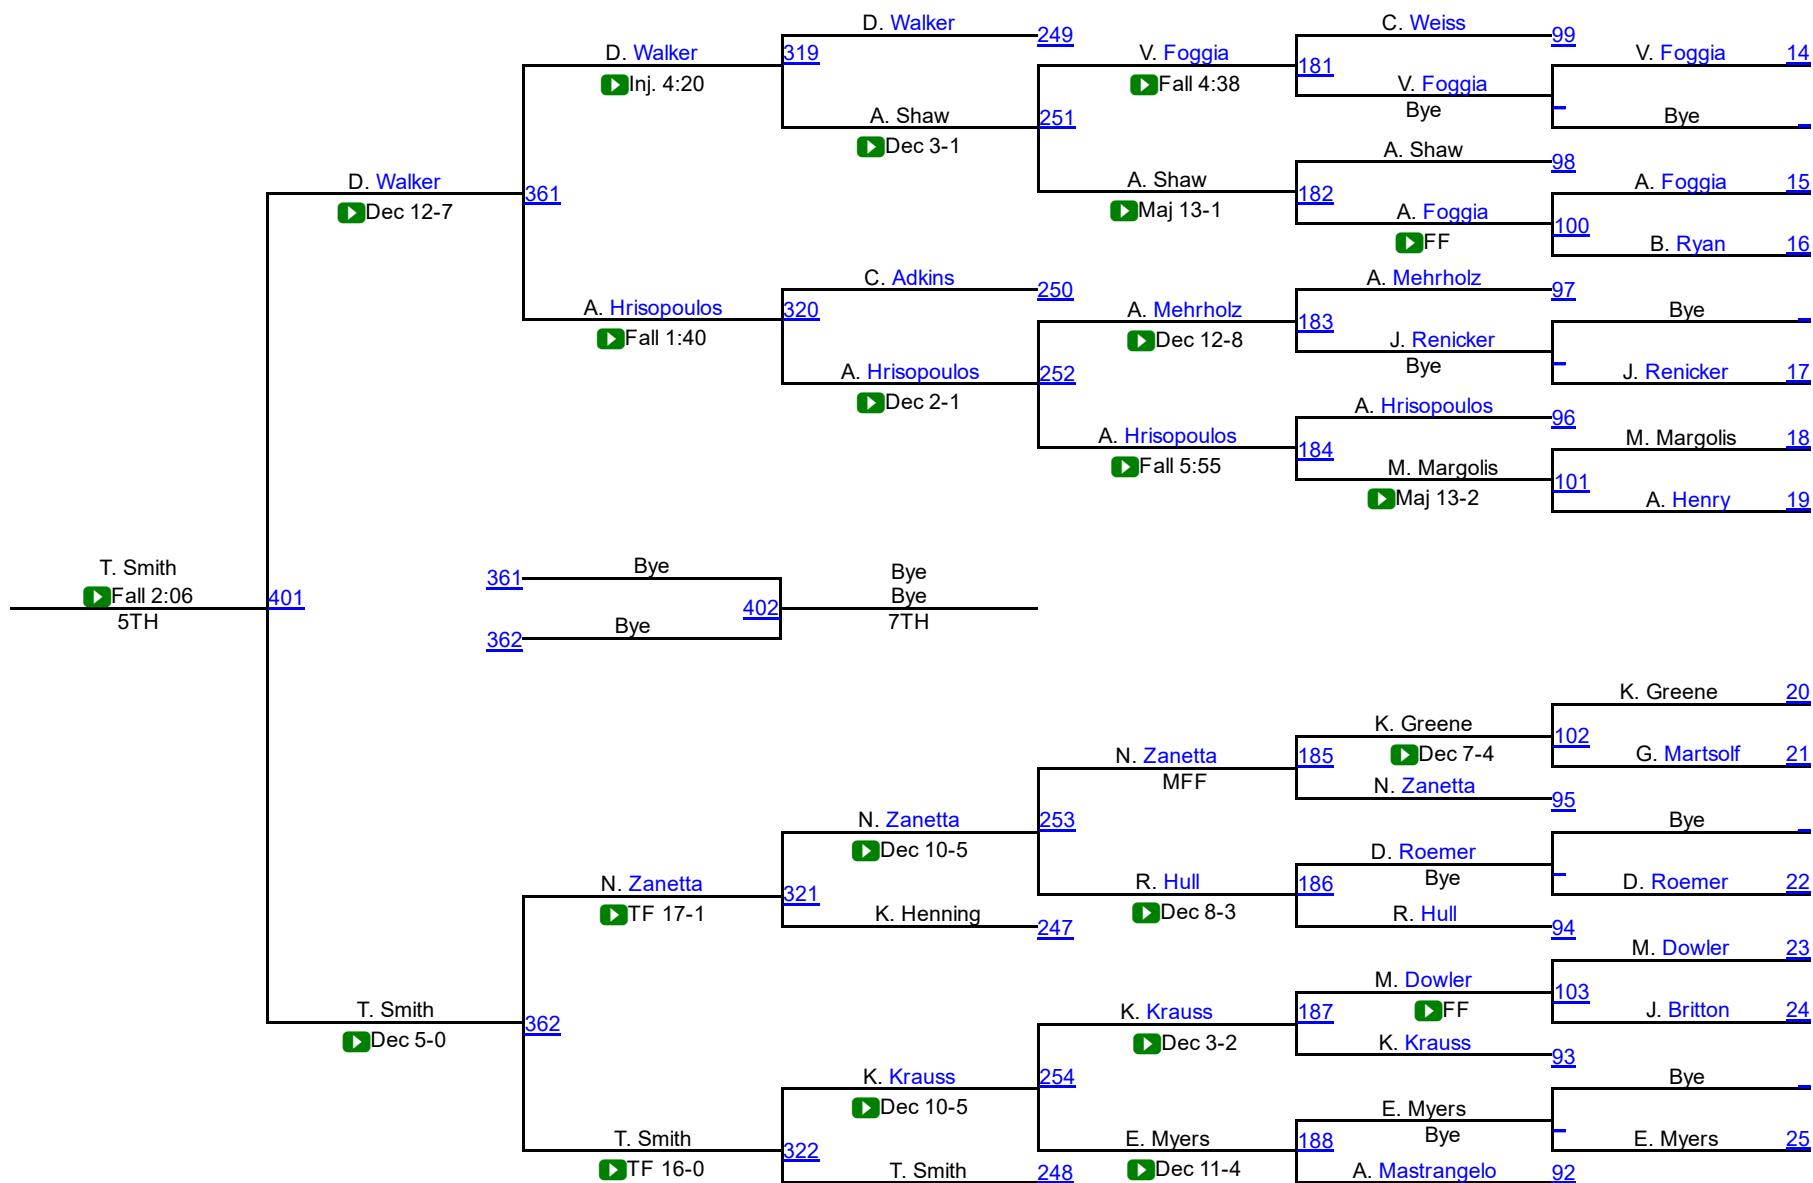 D. Walker
249
C. Weiss
99
D. Walker
319
V. Foggia
V. Foggia
14
Inj. 4:20
Fall 4:38
181
V. Foggia
Bye
A. Shaw
251
Bye
Dec 3-1
A. Shaw
98
D. Walker
361
A. Shaw
182
A. Foggia
15
Dec 12-7
Maj 13-1
A. Foggia
100
FF
B. Ryan
16
C. Adkins
250
A. Mehrholz
97
A. Hrisopoulos
320
A. Mehrholz
Bye
Fall 1:40
Dec 12-8
183
J. Renicker
Bye
A. Hrisopoulos
252
J. Renicker
17
Dec 2-1
A. Hrisopoulos
96
A. Hrisopoulos
184
M. Margolis
18
Fall 5:55
M. Margolis
101
Maj 13-2
A. Henry
19
T. Smith
361
Bye
Bye
Fall 2:06
401
402
Bye
5TH
362
Bye
7TH
K. Greene
20
K. Greene
102
N. Zanetta
185
Dec 7-4
G. Martsolf
21
MFF
N. Zanetta
95
N. Zanetta
253
Bye
Dec 10-5
D. Roemer
Bye
N. Zanetta
321
R. Hull
186
D. Roemer
22
TF 17-1
K. Henning
247
Dec 8-3
R. Hull
94
M. Dowler
23
M. Dowler
103
T. Smith
362
K. Krauss
187
FF
J. Britton
24
Dec 5-0
Dec 3-2
K. Krauss
93
K. Krauss
254
Bye
Dec 10-5
E. Myers
Bye
T. Smith
322
E. Myers
188
E. Myers
25
TF 16-0
T. Smith
248
Dec 11-4
A. Mastrangelo
92